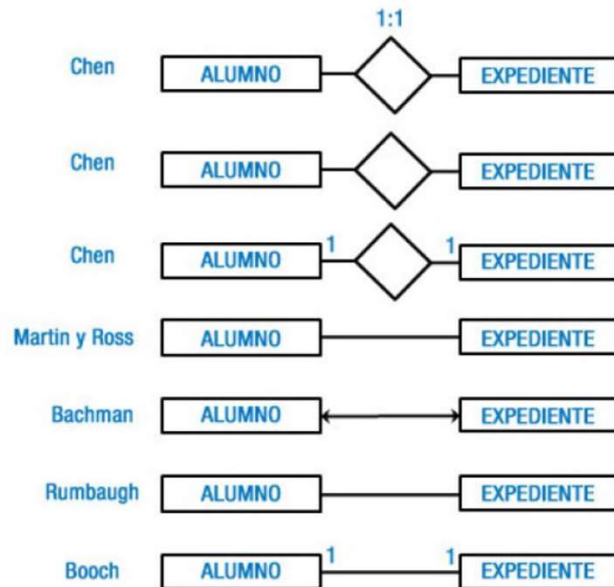 1:1
Chen ALUMNO EXPEDIENTE
Chen ALUMNO EXPEDIENTE
Chen ALUMNO 1 1 EXPEDIENTE
Martin y Ross ALUMNO EXPEDIENTE
Bachman ALUMNO EXPEDIENTE
Rumbaugh ALUMNO EXPEDIENTE
Booch ALUMNO 1 1 EXPEDIENTE